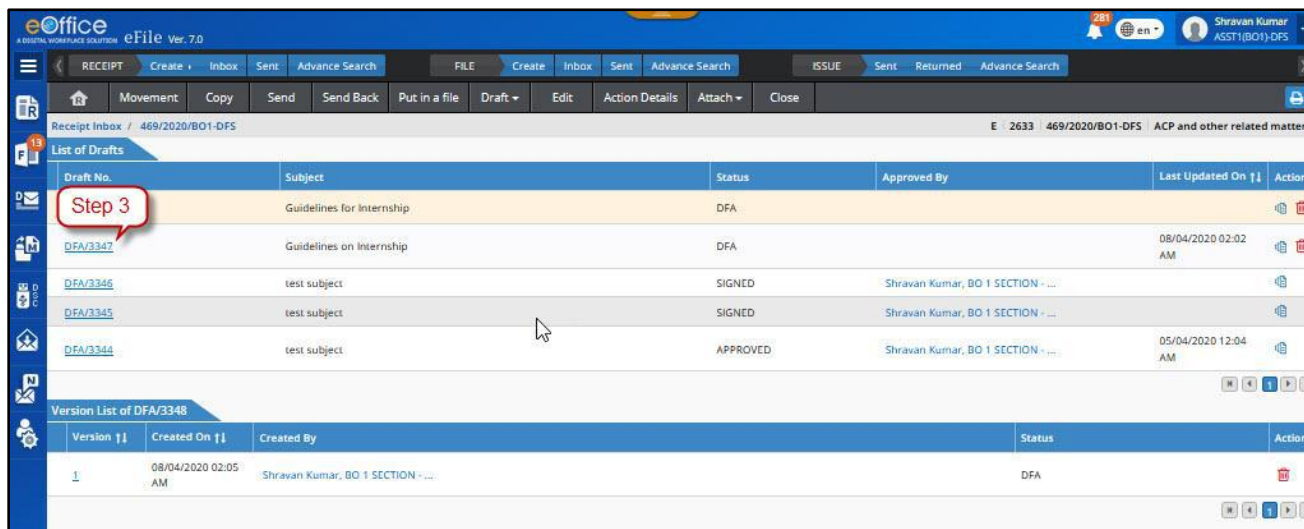 eOffice
A DIGITAL WORKPLACE SOLUTION
eFile Ver. 7.0
281
en
Shravan Kumar
ASST1(BO1)-DFS
RECEIPT Create Inbox Sent Advance Search FILE Create Inbox Sent Advance Search ISSUE Sent Returned Advance Search
R Movement Copy Send Send Back Put in a file Draft Edit Action Details Attach Close
Receipt Inbox / 469/2020/BO1-DFS E 2633 469/2020/BO1-DFS ACP and other related matter
13
List of Drafts
Draft No. Subject Status Approved By Last Updated On Action
Step 3
Guidelines for Internship DFA
DFA/3347 Guidelines on Internship DFA 08/04/2020 02:02
AM
DFA/3346 test subject SIGNED Shravan Kumar, BO 1 SECTION - ...
DFA/3345 test subject SIGNED Shravan Kumar, BO 1 SECTION - ...
DFA/3344 test subject APPROVED Shravan Kumar, BO 1 SECTION - ... 05/04/2020 12:04
AM
1
Version List of DFA/3348
Version Created On Created By Status Action
1 08/04/2020 02:05
AM Shravan Kumar, BO 1 SECTION - ... DFA
1